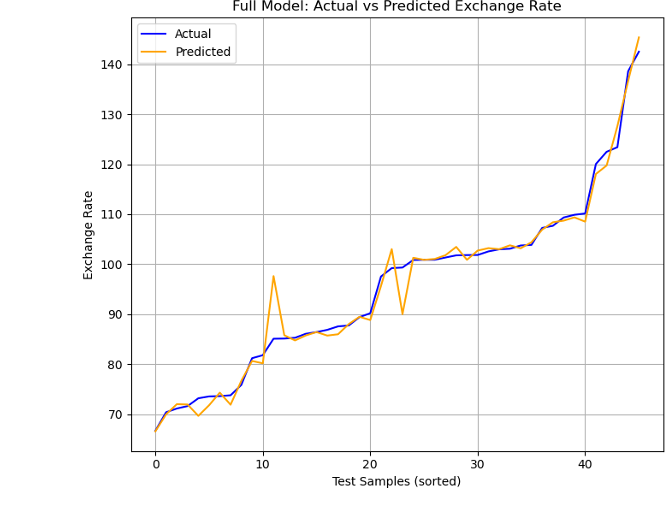 Full Model: Actual vs Predicted Exchange Rate
Actual
Predicted
140
130
120
110
100
90
80
70
Exchange Rate
0
10
20
30
40
Test Samples (sorted)